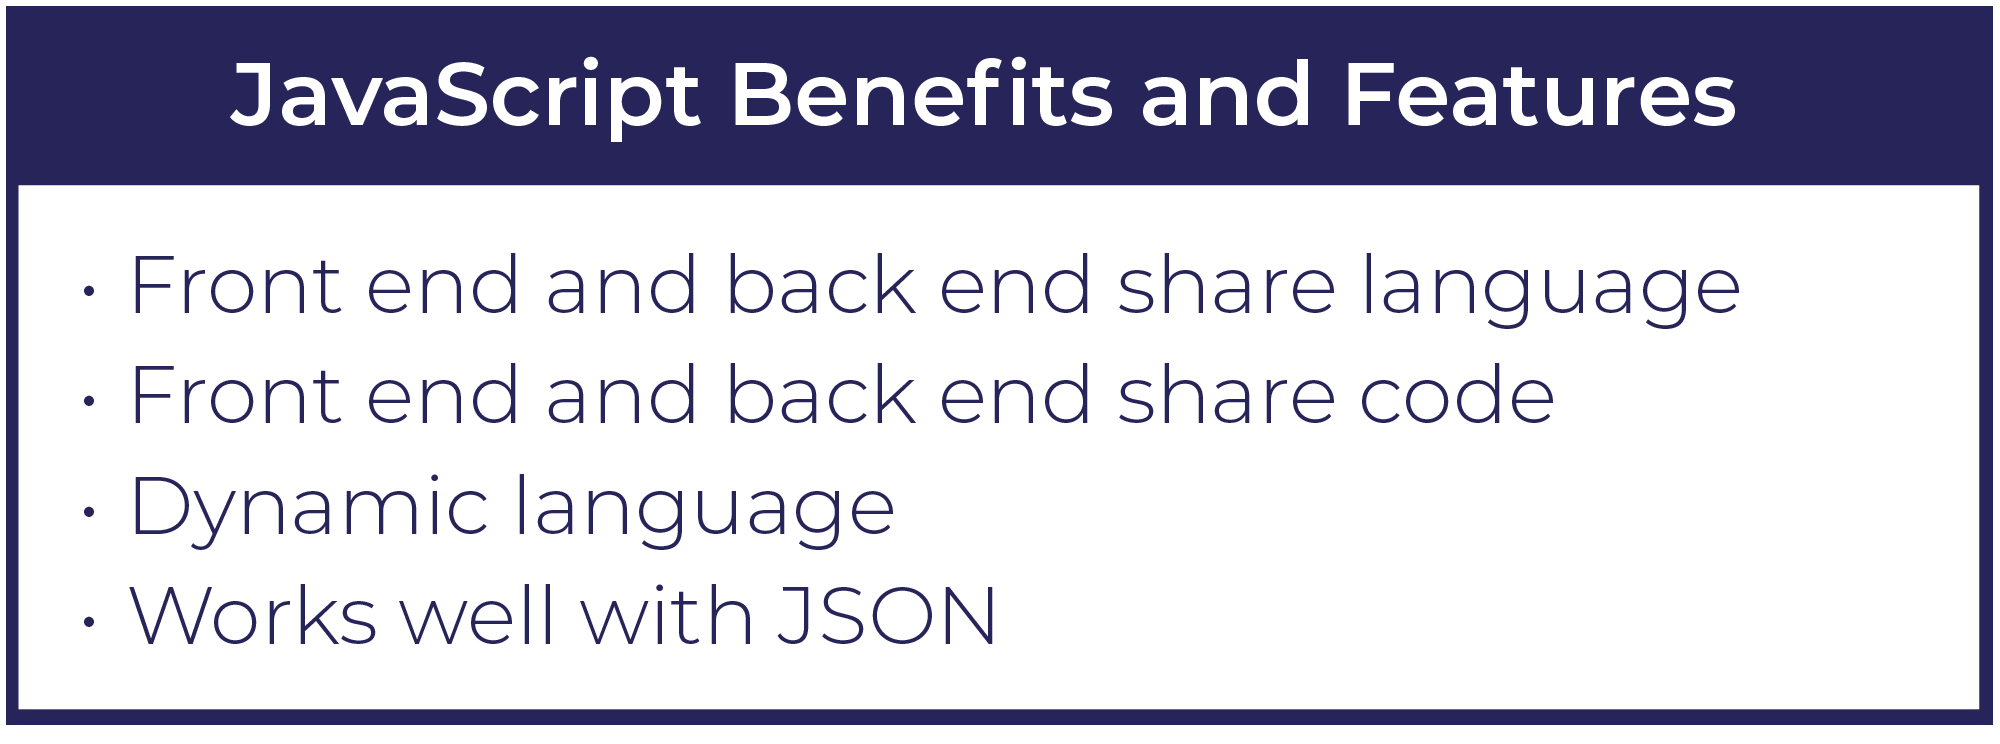 JavaScript Benefits and Features
• Front end and back end share language
• Front end and back end share code
• Dynamic language
• Works well with JSON